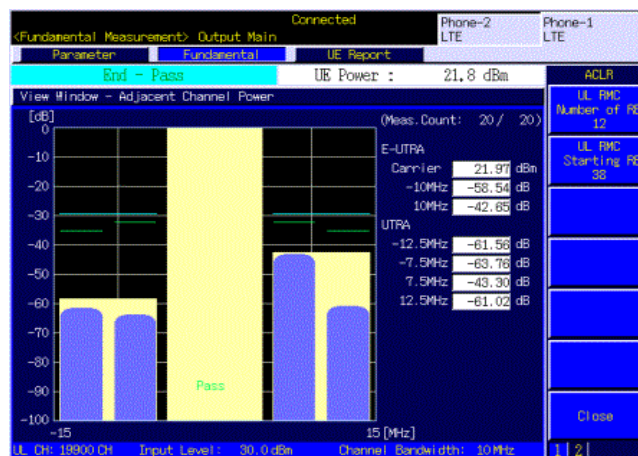 Connected
Phone-2
LTE
Phone-1
LTE
<Fundamental Measurement> Output Main
Parameter
Fundamental
UE Report
End - Pass
UE Power : 21.8 dBm
ACLR
View Window - Adjacent Channel Power
UL RMC
Number of RB
12
UL RMC
Starting RB
38
Close
1 2
[dB]
0
-10
-20
-30
-40
-50
-60
-70
-80
-90
-100
Pass
-15
15 [MHz]
(Meas.Count: 20/ 20)
E-UTRA
Carrier 21.97 dBm
-10MHz -58.54 dB
10MHz -42.65 dB
UTRA
-12.5MHz -61.56 dB
-7.5MHz -63.76 dB
7.5MHz -43.30 dB
12.5MHz -61.02 dB
UL CH: 19900 CH Input Level: 30.0 dBm Channel Bandwidth: 10 MHz